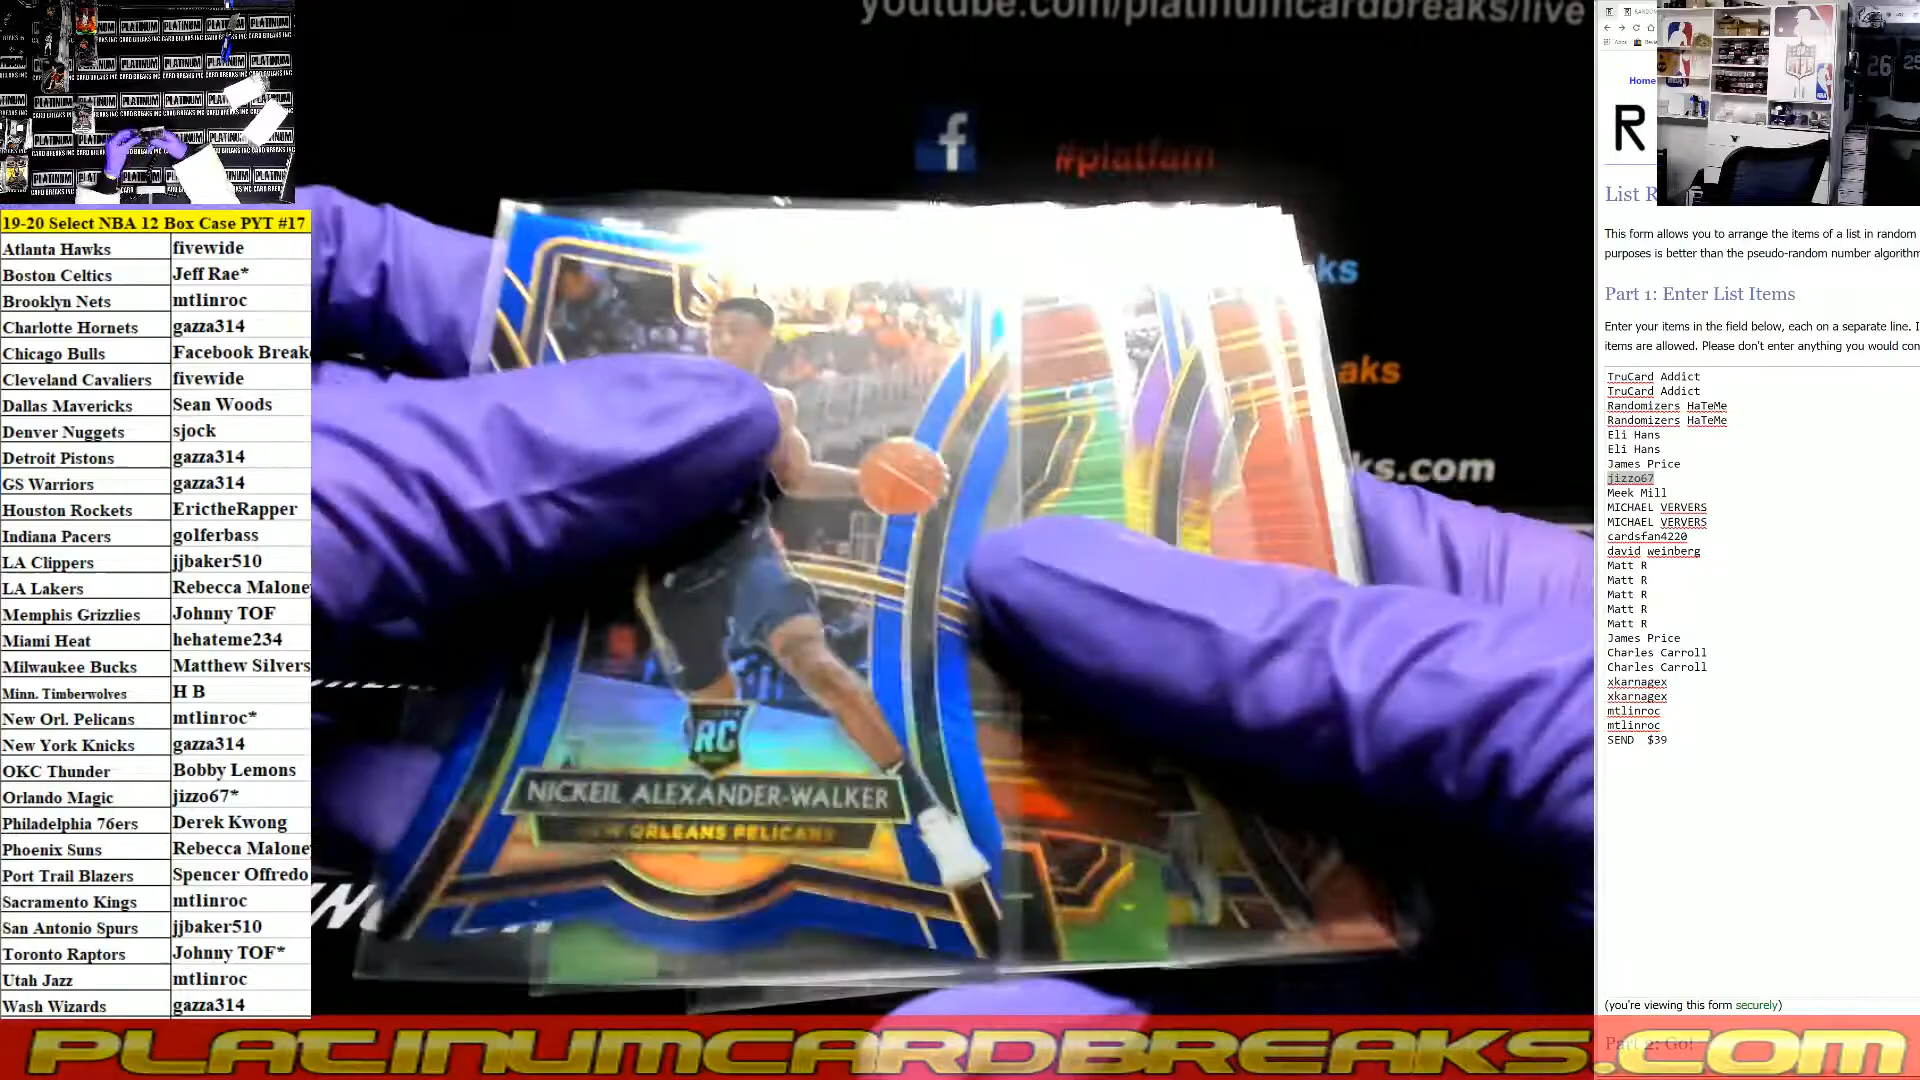 youtube.com/platinumcardbreaks/live
#platfam
ks
aks
ks.com
19-20 Select NBA 12 Box Case PYT #17
Atlanta Hawks fivewide
Boston Celtics Jeff Rae*
Brooklyn Nets mtlinroc
Charlotte Hornets gazza314
Chicago Bulls Facebook Break
Cleveland Cavaliers fivewide
Dallas Mavericks Sean Woods
Denver Nuggets sjock
Detroit Pistons gazza314
GS Warriors gazza314
Houston Rockets ErictheRapper
Indiana Pacers golferbass
LA Clippers jjbaker510
LA Lakers Rebecca Maloney
Memphis Grizzlies Johnny TOF
Miami Heat hehateme234
Milwaukee Bucks Matthew Silvers
Minn. Timberwolves H B
New Orl. Pelicans mtlinroc*
New York Knicks gazza314
OKC Thunder Bobby Lemons
Orlando Magic jizzo67*
Philadelphia 76ers Derek Kwong
Phoenix Suns Rebecca Maloney
Port Trail Blazers Spencer Offredo
Sacramento Kings mtlinroc
San Antonio Spurs jjbaker510
Toronto Raptors Johnny TOF*
Utah Jazz mtlinroc
Wash Wizards gazza314
RC
NICKEIL ALEXANDER-WALKER
NEW ORLEANS PELICANS
Home
R
List R
This form allows you to arrange the items of a list in random
purposes is better than the pseudo-random number algorithm
Part 1: Enter List Items
Enter your items in the field below, each on a separate line. I
items are allowed. Please don't enter anything you would con
TruCard Addict
TruCard Addict
Randomizers HaTeMe
Randomizers HaTeMe
Eli Hans
Eli Hans
James Price
jizzo67
Meek Mill
MICHAEL VERVERS
MICHAEL VERVERS
cardsfan4220
david weinberg
Matt R
Matt R
Matt R
Matt R
Matt R
James Price
Charles Carroll
Charles Carroll
xkarnagex
xkarnagex
mtlinroc
mtlinroc
SEND $39
(you're viewing this form securely)
Part 2: Go!
PLATINUMCARDBREAKS.COM